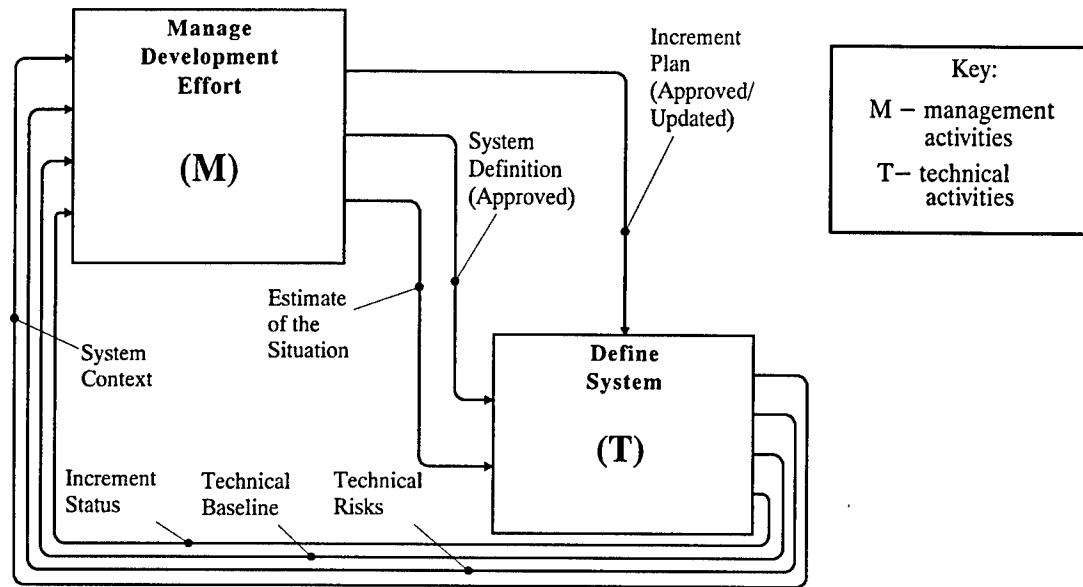 Manage
Development
Effort
(M)
Increment
Plan
(Approved/
Updated)
System
Definition
(Approved)
Key:
M – management
activities
T– technical
activities
Estimate
of the
Situation
System
Context
Define
System
(T)
Increment
Status
Technical
Baseline
Technical
Risks